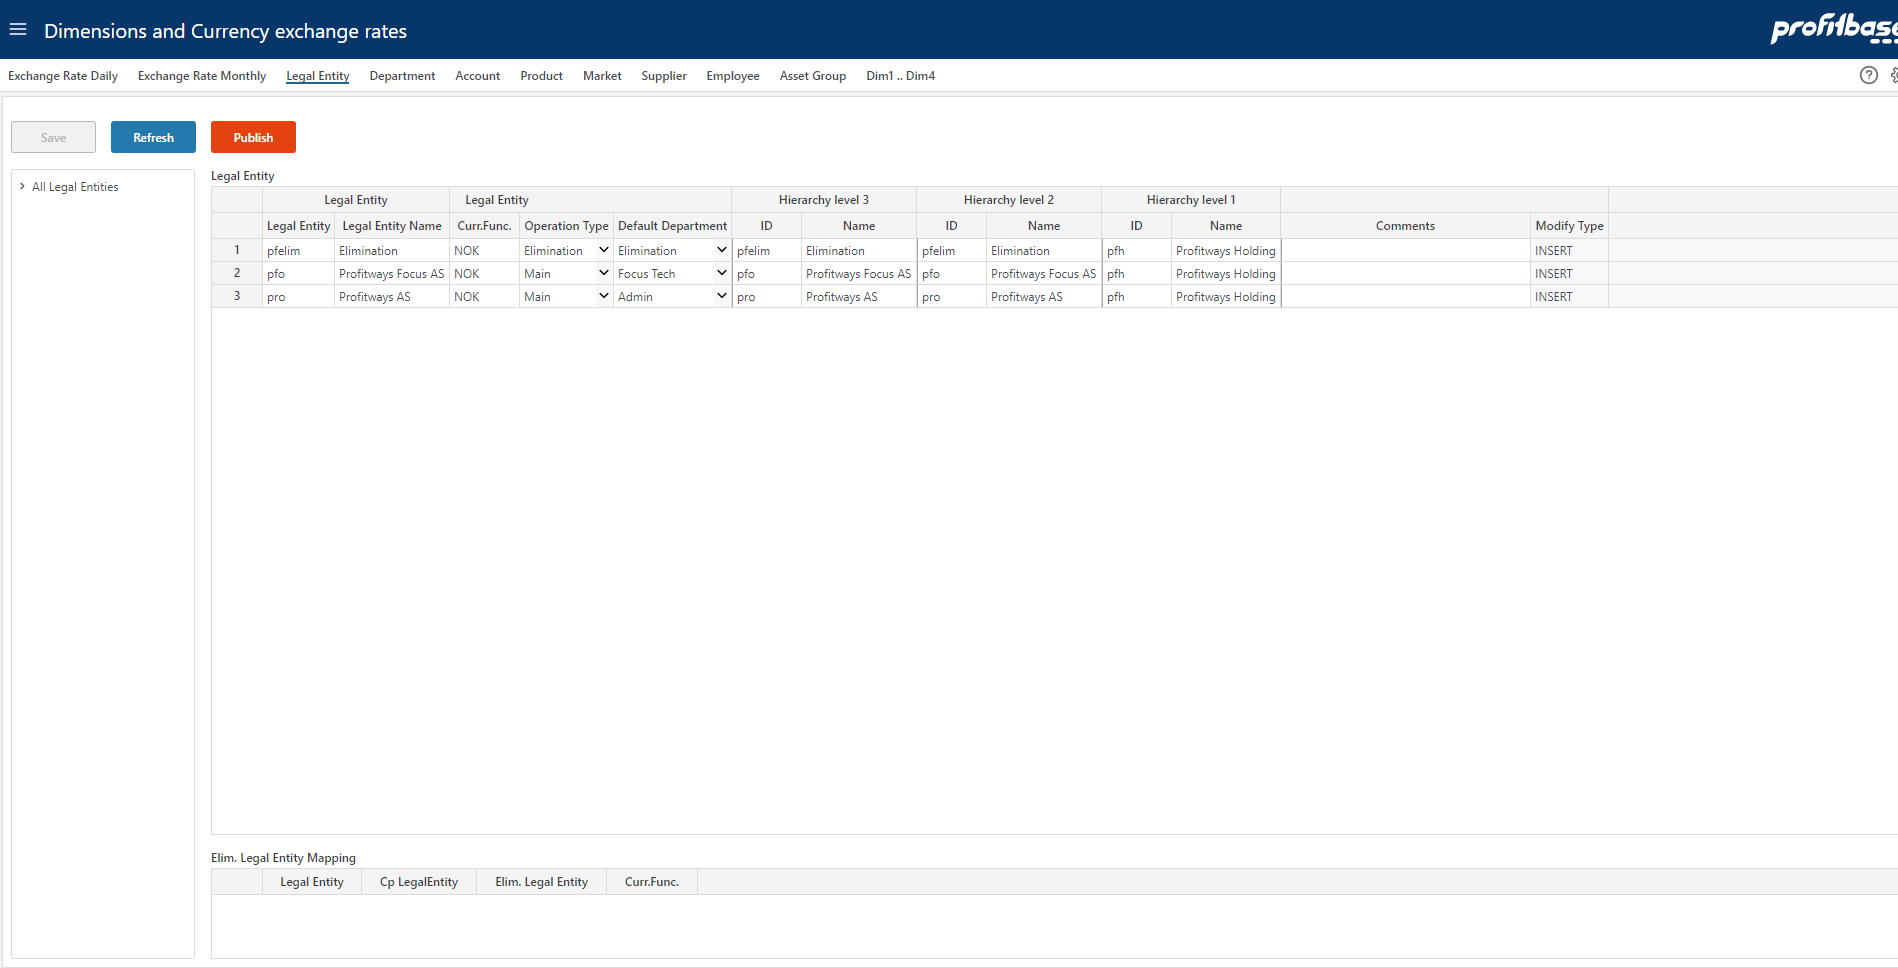 Dimensions and Currency exchange rates
profitbase
Exchange Rate Daily Exchange Rate Monthly Legal Entity Department Account Product Market Supplier Employee Asset Group Dim1 .. Dim4
Save Refresh Publish
All Legal Entities
Legal Entity
Legal Entity Legal Entity Hierarchy level 3 Hierarchy level 2 Hierarchy level 1
Legal Entity Legal Entity Name Curr.Func. Operation Type Default Department ID Name ID Name ID Name Comments Modify Type
1 pfelim Elimination NOK Elimination Elimination pfelim Elimination pfelim Elimination pfh Profitways Holding INSERT
2 pfo Profitways Focus AS NOK Main Focus Tech pfo Profitways Focus AS pfo Profitways Focus AS pfh Profitways Holding INSERT
3 pro Profitways AS NOK Main Admin pro Profitways AS pro Profitways AS pfh Profitways Holding INSERT
Elim. Legal Entity Mapping
Legal Entity Cp LegalEntity Elim. Legal Entity Curr.Func.